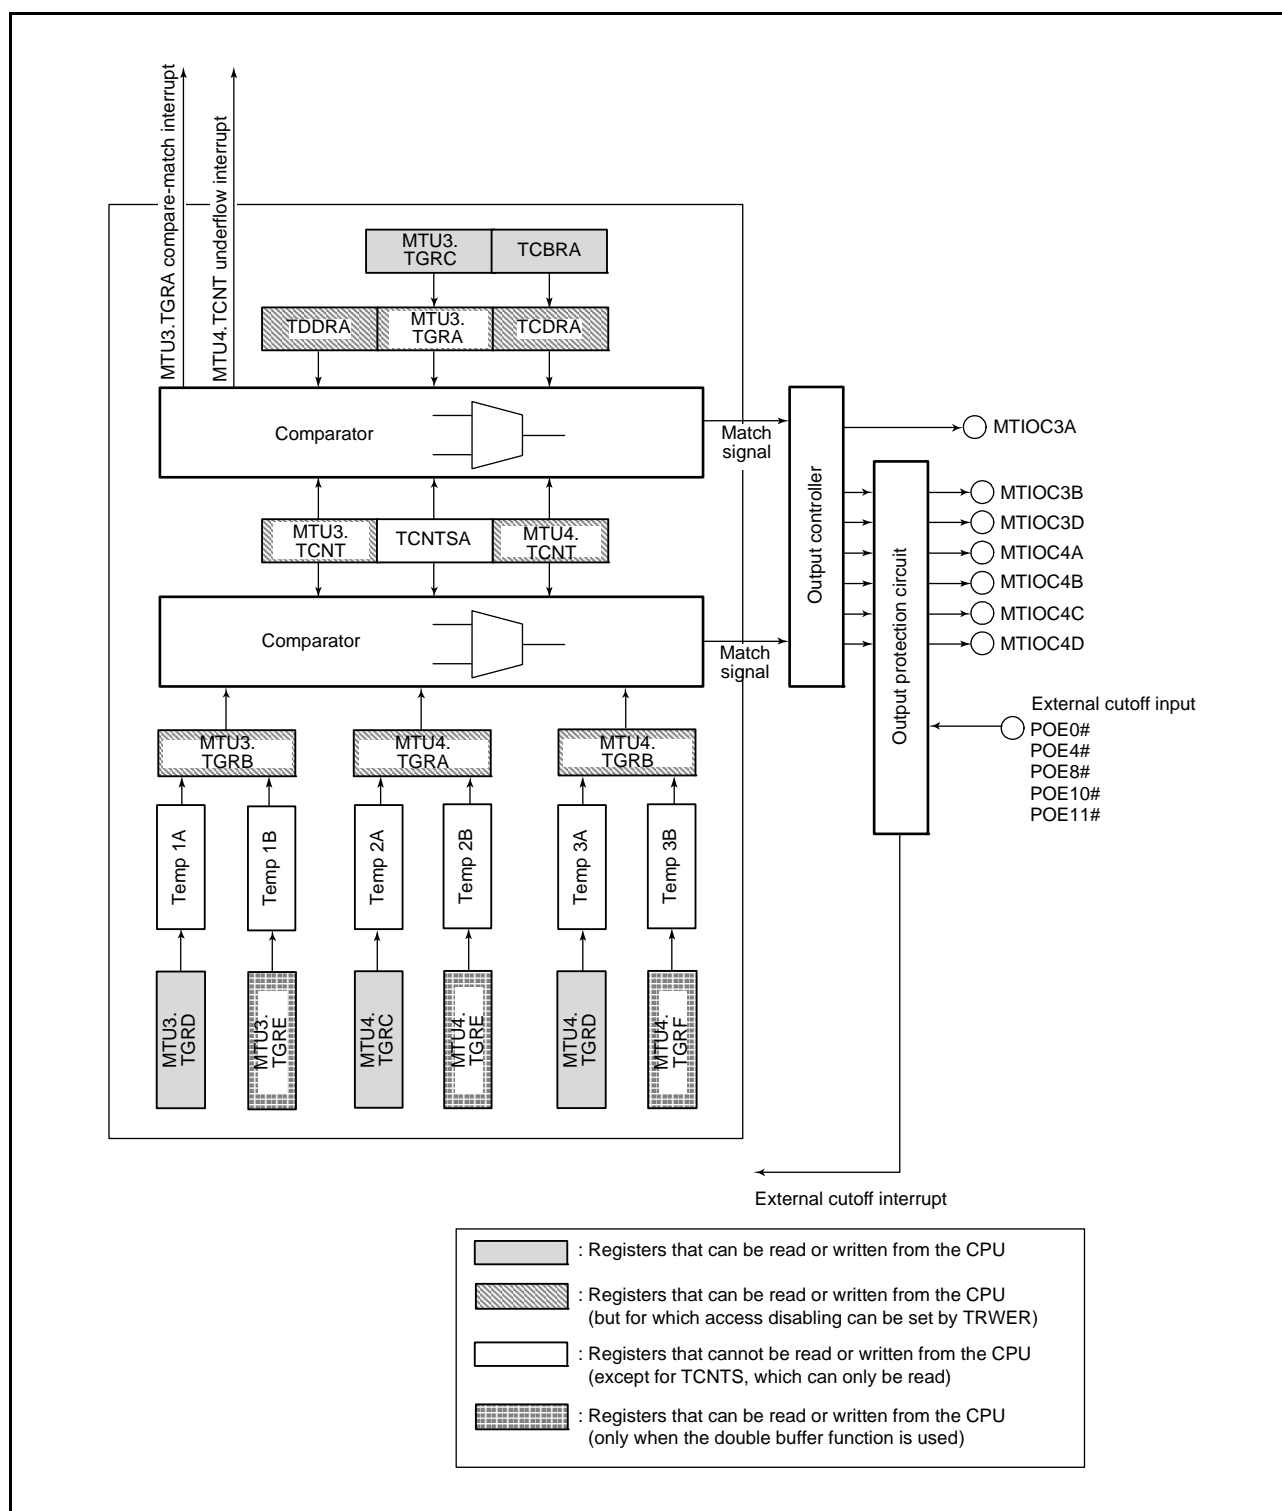 MTU3.TGRA compare-match interrupt
MTU4.TCNT underflow interrupt
MTU3.
TGRC
TCBRA
TDDRA
MTU3.
TGRA
TCDRA
Comparator
Match
signal
MTU3.
TCNT
TCNTSA
MTU4.
TCNT
Comparator
Match
signal
Output controller
Output protection circuit
MTIOC3A
MTIOC3B
MTIOC3D
MTIOC4A
MTIOC4B
MTIOC4C
MTIOC4D
External cutoff input
POE0#
POE4#
POE8#
POE10#
POE11#
MTU3.
TGRB
MTU4.
TGRA
MTU4.
TGRB
Temp 1A
Temp 1B
Temp 2A
Temp 2B
Temp 3A
Temp 3B
MTU3.
TGRD
MTU3.
TGRE
MTU4.
TGRC
MTU4.
TGRE
MTU4.
TGRD
MTU4.
TGRF
External cutoff interrupt
: Registers that can be read or written from the CPU
: Registers that can be read or written from the CPU
(but for which access disabling can be set by TRWER)
: Registers that cannot be read or written from the CPU
(except for TCNTS, which can only be read)
: Registers that can be read or written from the CPU
(only when the double buffer function is used)